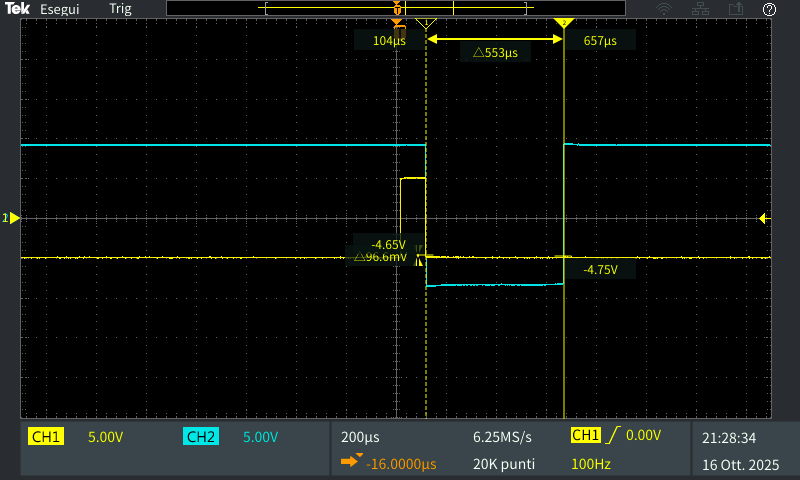 Tek Esegui Trig
T
1 2
104µs 657µs
△553µs
-4.65V
△96.6mV
-4.75V
CH1 5.00V CH2 5.00V 200µs 6.25MS/s CH1 0.00V 21:28:34
-16.0000µs 20K punti 100Hz 16 Ott. 2025